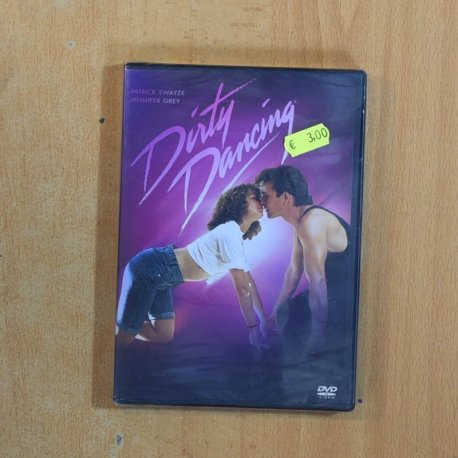 PATRICK SWAYZE
JENNIFER GREY
Dirty
Dancing
€ 3.00
DVD
VIDEO